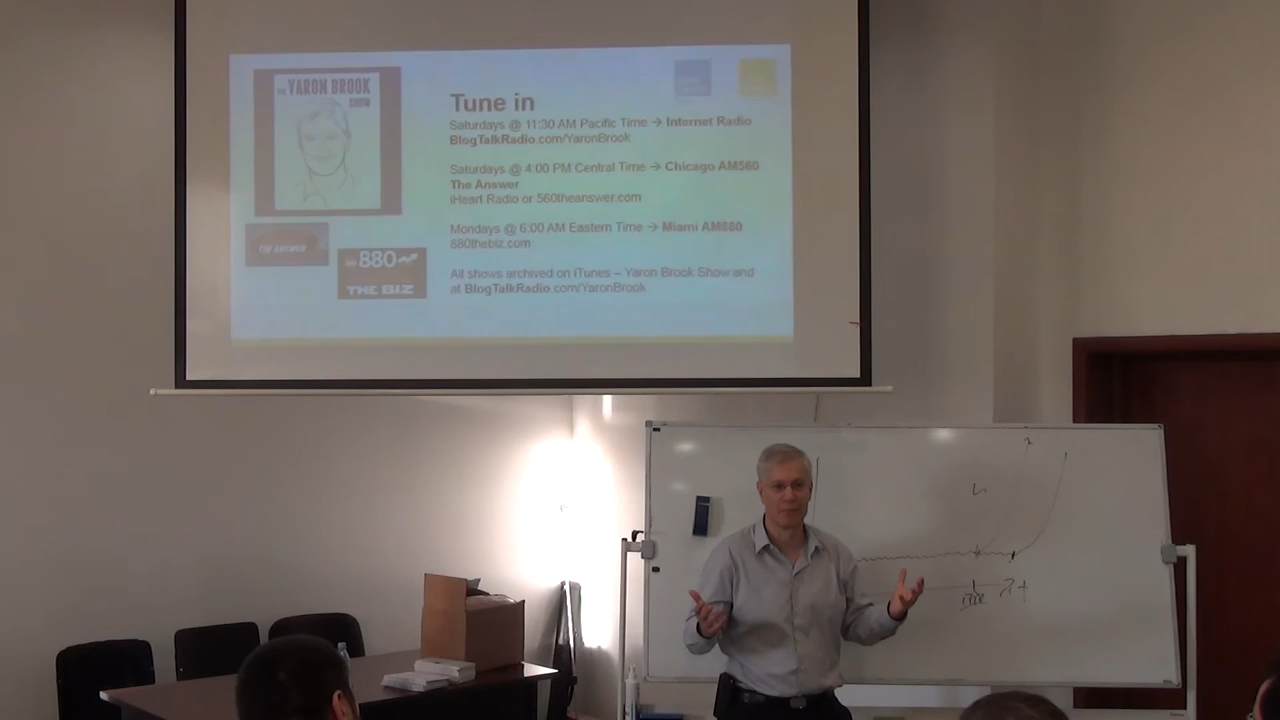 THE YARON BROOK
SHOW
Tune in
Saturdays @ 11:30 AM Pacific Time → Internet Radio
BlogTalkRadio.com/YaronBrook
Saturdays @ 4:00 PM Central Time → Chicago AM560
The Answer
iHeart Radio or 560theanswer.com
Mondays @ 6:00 AM Eastern Time → Miami AM880
880thebiz.com
All shows archived on iTunes – Yaron Brook Show and
at BlogTalkRadio.com/YaronBrook
880
THE BIZ